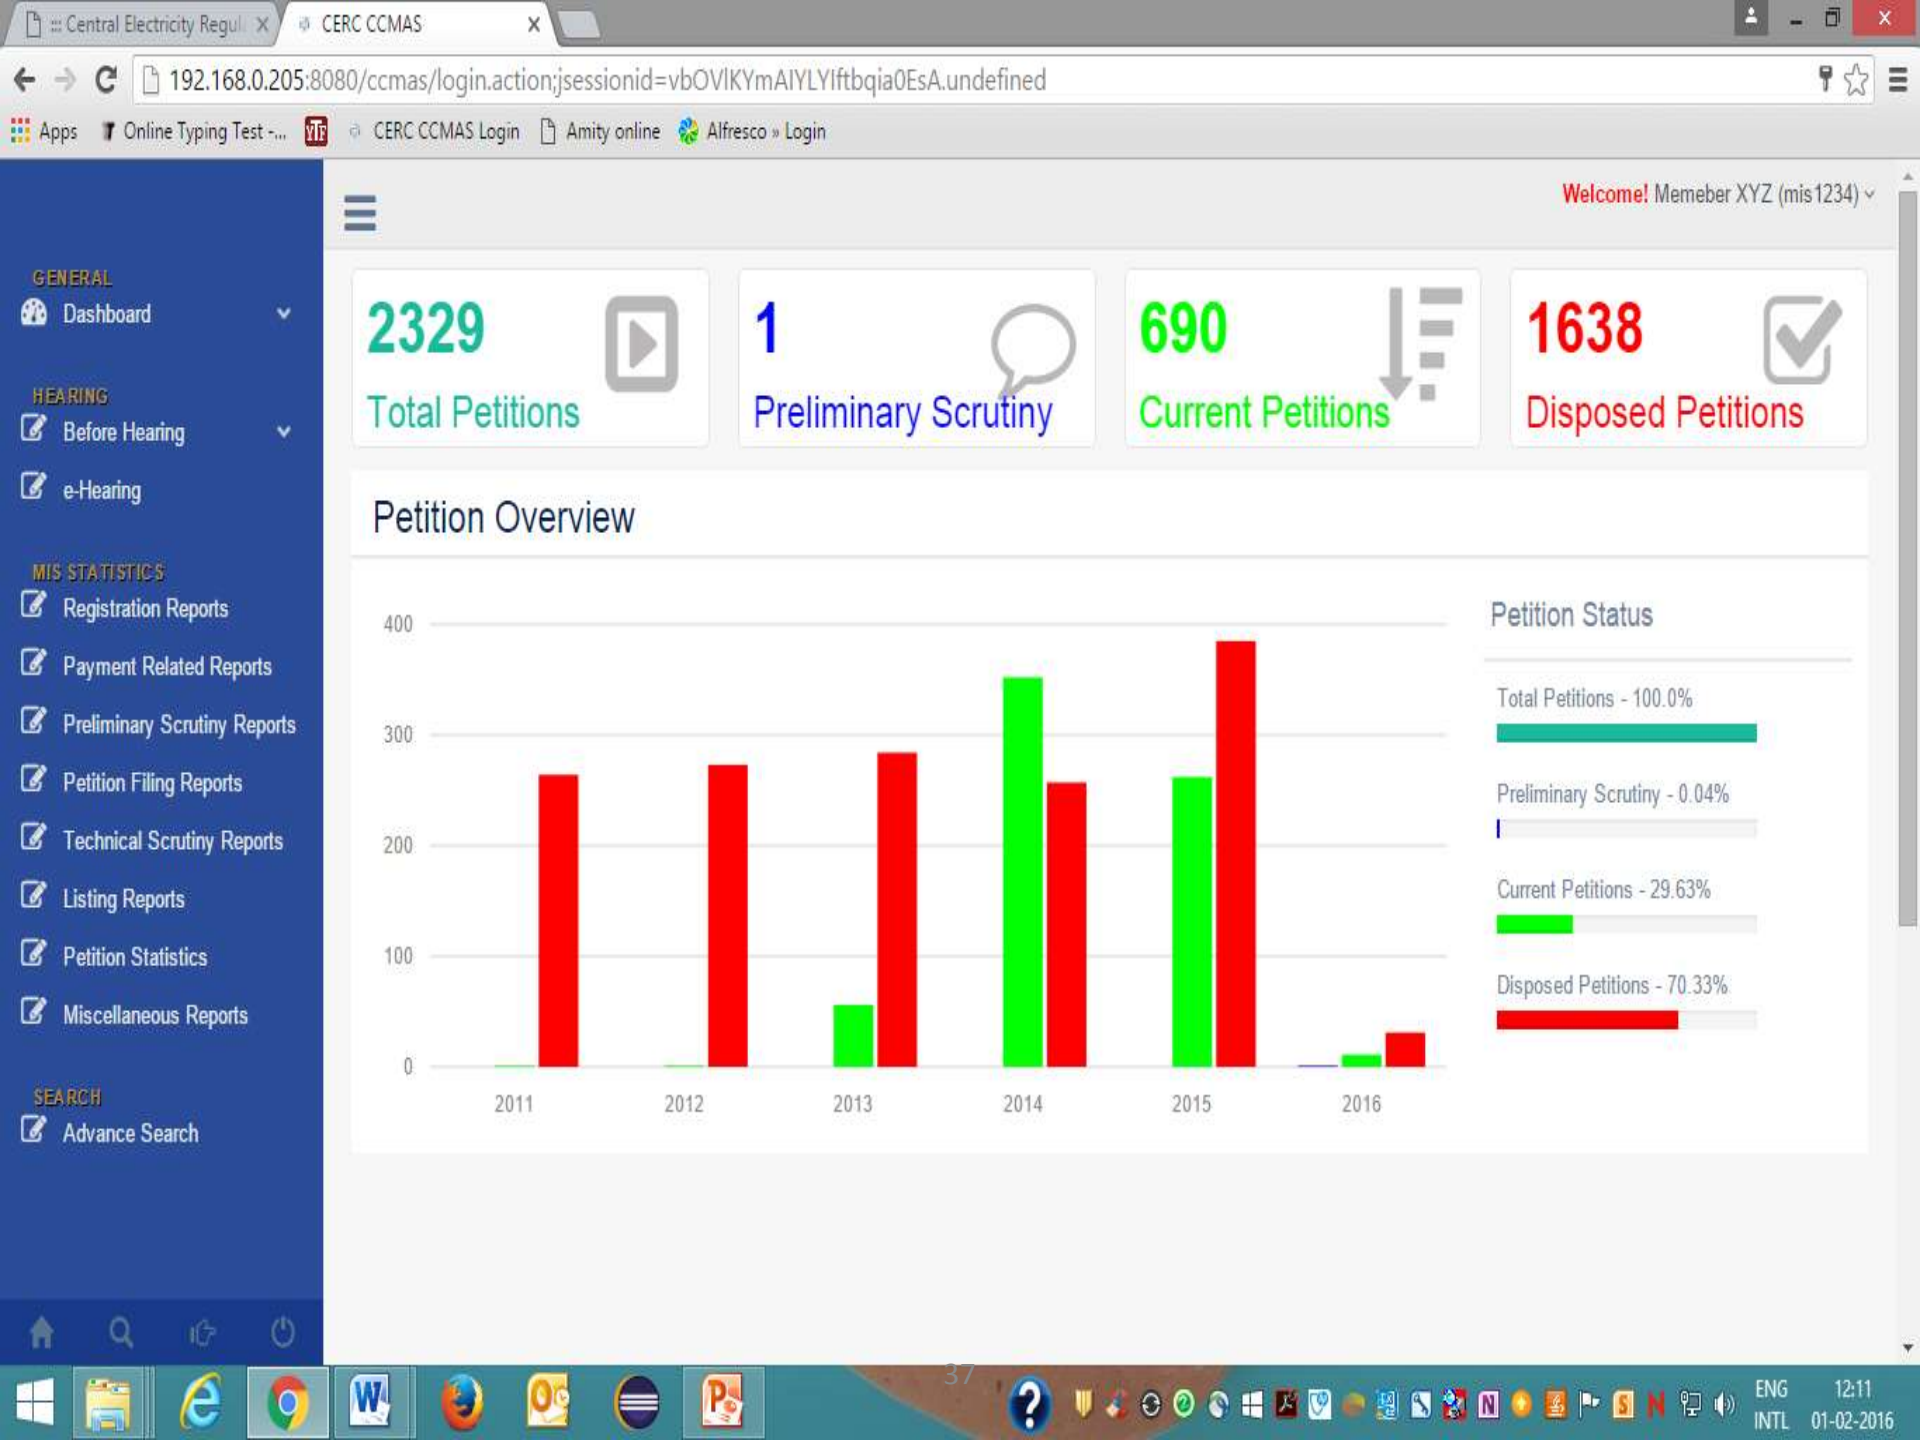 ::: Central Electricity Regul
CERC CCMAS
192.168.0.205:8080/ccmas/login.action;jsessionid=vbOVlKYmAIYLYIftbqia0EsA.undefined
Apps
Online Typing Test -...
CERC CCMAS Login
Amity online
Alfresco » Login
Welcome! Memeber XYZ (mis1234)
GENERAL
Dashboard
HEARING
Before Hearing
e-Hearing
MIS STATISTICS
Registration Reports
Payment Related Reports
Preliminary Scrutiny Reports
Petition Filing Reports
Technical Scrutiny Reports
Listing Reports
Petition Statistics
Miscellaneous Reports
SEARCH
Advance Search
2329
Total Petitions
1
Preliminary Scrutiny
690
Current Petitions
1638
Disposed Petitions
Petition Overview
400
300
200
100
0
2011
2012
2013
2014
2015
2016
Petition Status
Total Petitions - 100.0%
Preliminary Scrutiny - 0.04%
Current Petitions - 29.63%
Disposed Petitions - 70.33%
37
ENG
INTL
12:11
01-02-2016